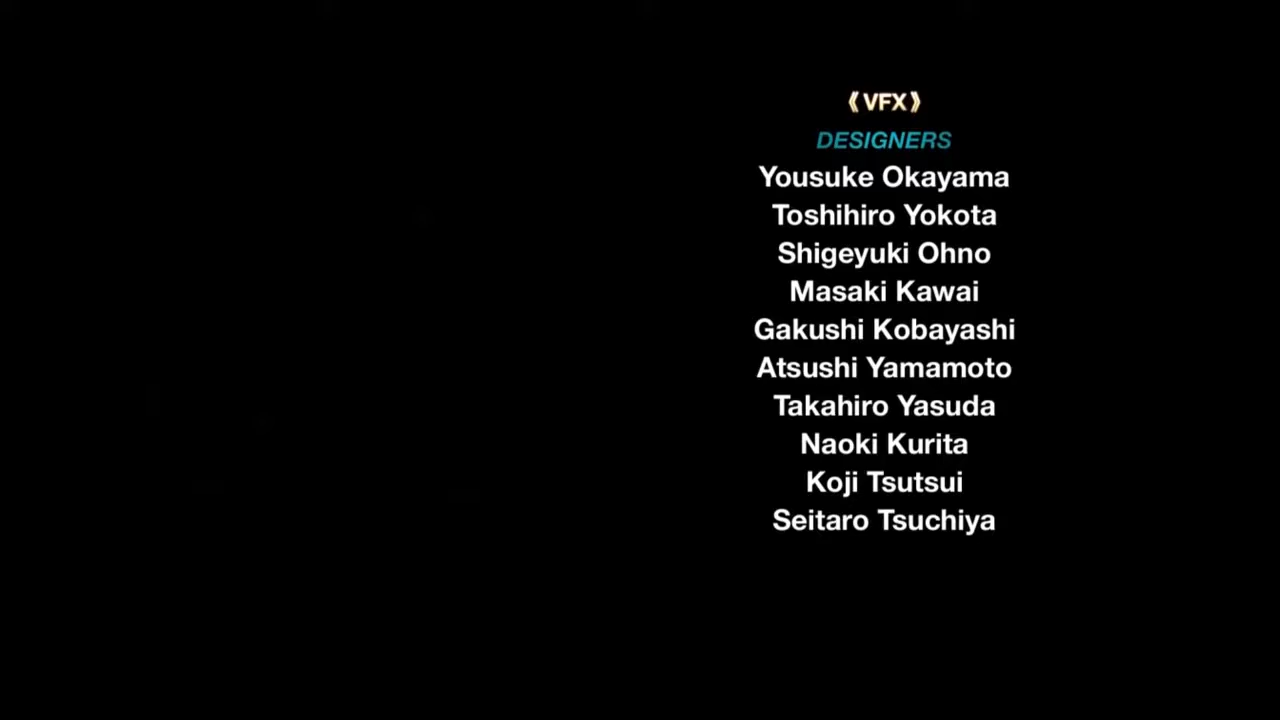 《VFX》
DESIGNERS
Yousuke Okayama
Toshihiro Yokota
Shigeyuki Ohno
Masaki Kawai
Gakushi Kobayashi
Atsushi Yamamoto
Takahiro Yasuda
Naoki Kurita
Koji Tsutsui
Seitaro Tsuchiya